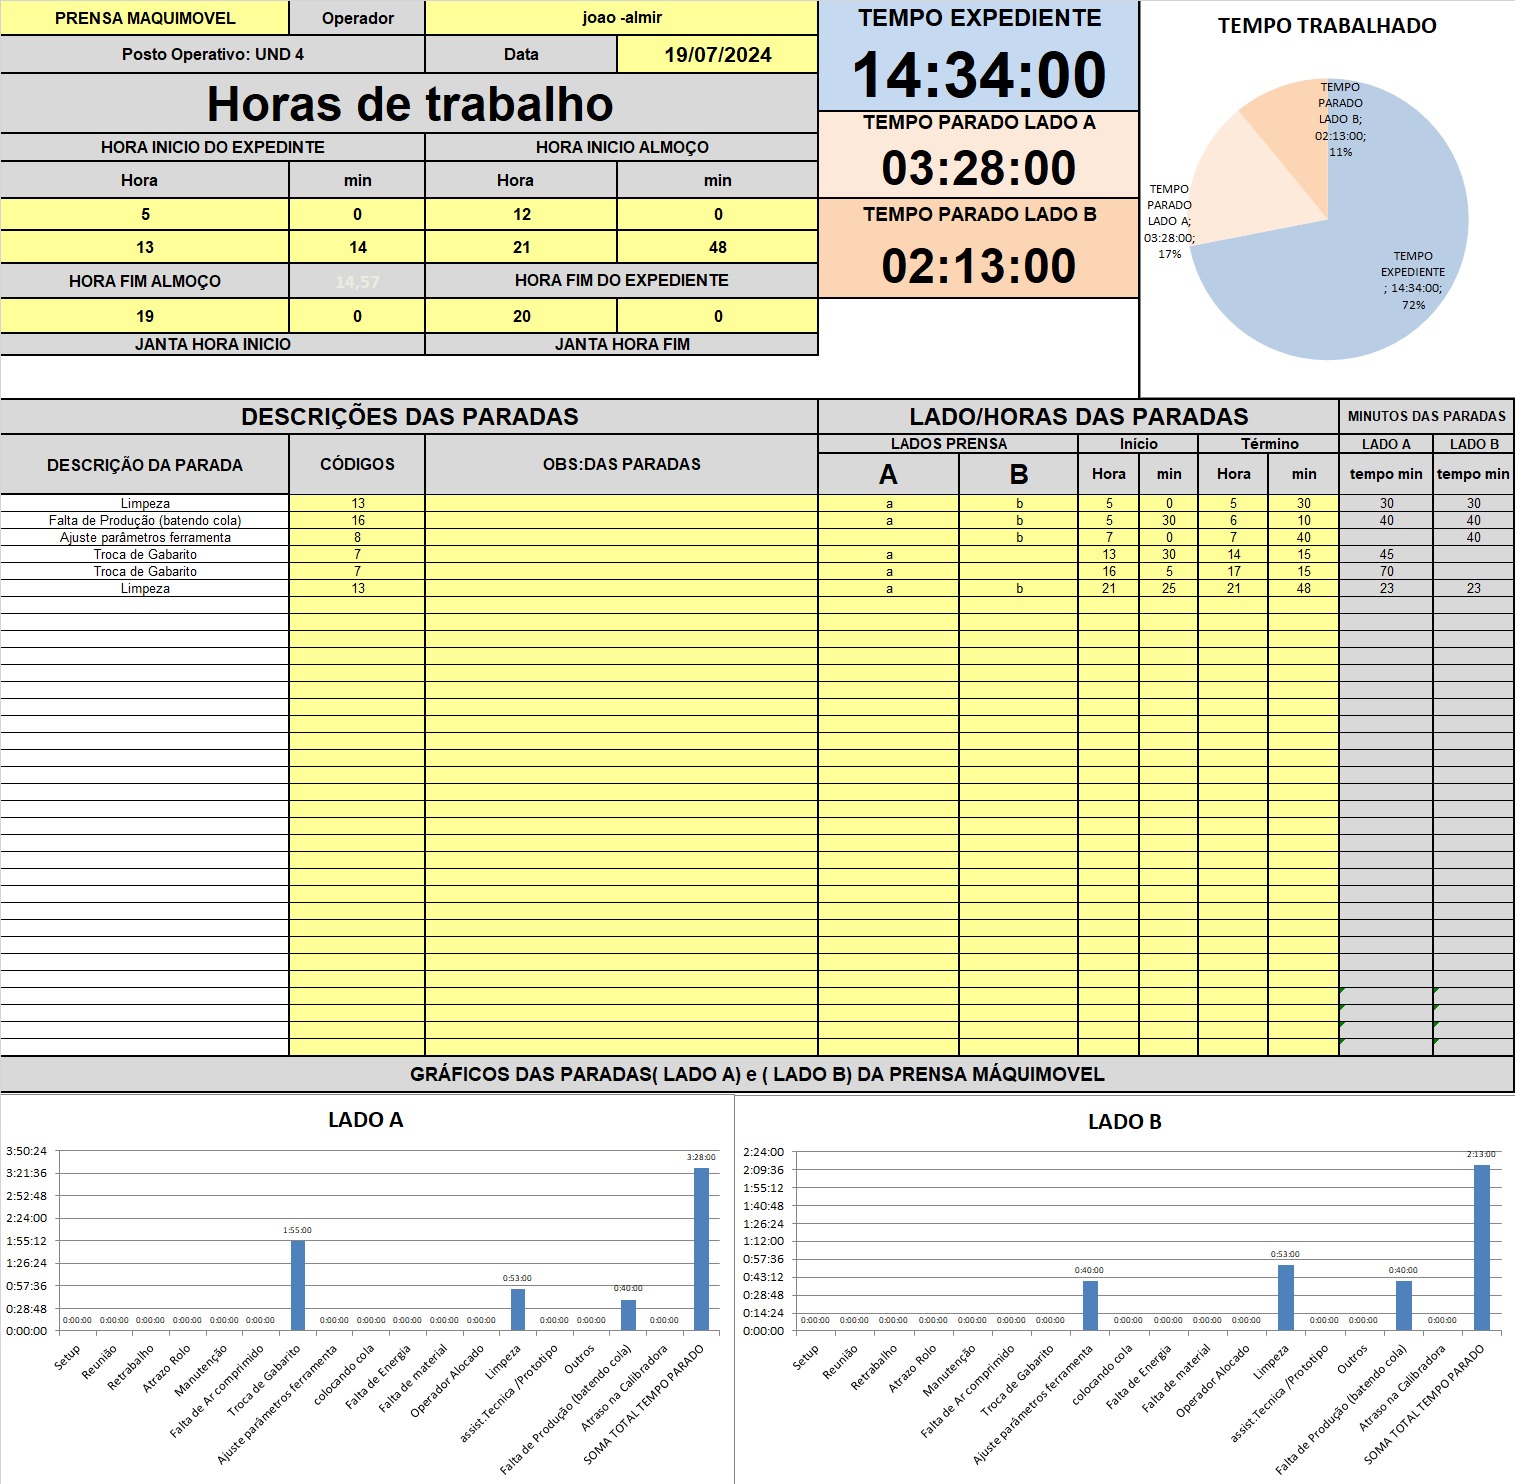 PRENSA MAQUIMOVEL Operador joao -almir
Posto Operativo: UND 4 Data 19/07/2024
Horas de trabalho
HORA INICIO DO EXPEDINTE HORA INICIO ALMOÇO
Hora min Hora min
5 0 12 0
13 14 21 48
HORA FIM ALMOÇO 14,57 HORA FIM DO EXPEDIENTE
19 0 20 0
JANTA HORA INICIO JANTA HORA FIM
TEMPO EXPEDIENTE
14:34:00
TEMPO PARADO LADO A
03:28:00
TEMPO PARADO LADO B
02:13:00
TEMPO TRABALHADO
TEMPO
PARADO
LADO B;
02:13:00;
11%
TEMPO
PARADO
LADO A;
03:28:00;
17%
TEMPO
EXPEDIENTE
; 14:34:00;
72%
DESCRIÇÕES DAS PARADAS LADO/HORAS DAS PARADAS MINUTOS DAS PARADAS
DESCRIÇÃO DA PARADA CÓDIGOS OBS:DAS PARADAS LADOS PRENSA Início Término LADO A LADO B
A B Hora min Hora min tempo min tempo min
Limpeza 13 a b 5 0 5 30 30 30
Falta de Produção (batendo cola) 16 a b 5 30 6 10 40 40
Ajuste parâmetros ferramenta 8 b 7 0 7 40 40
Troca de Gabarito 7 a 13 30 14 15 45
Troca de Gabarito 7 a 16 5 17 15 70
Limpeza 13 a b 21 25 21 48 23 23
GRÁFICOS DAS PARADAS( LADO A) e ( LADO B) DA PRENSA MÁQUIMOVEL
LADO A
3:50:24
3:21:36
2:52:48
2:24:00
1:55:12
1:26:24
0:57:36
0:28:48
0:00:00
0:00:00 0:00:00 0:00:00 0:00:00 0:00:00 0:00:00 1:55:00 0:00:00 0:00:00 0:00:00 0:00:00 0:00:00 0:53:00 0:00:00 0:00:00 0:40:00 0:00:00 3:28:00
Setup
Reunião
Retrabalho
Atrazo Rolo
Manutenção
Falta de Ar comprimido
Troca de Gabarito
Ajuste parâmetros ferramenta
colocando cola
Falta de Energia
Falta de material
Operador Alocado
Limpeza
assist.Tecnica /Prototipo
Outros
Falta de Produção (batendo cola)
Atraso na Calibradora
SOMA TOTAL TEMPO PARADO
LADO B
2:24:00
2:09:36
1:55:12
1:40:48
1:26:24
1:12:00
0:57:36
0:43:12
0:28:48
0:14:24
0:00:00
0:00:00 0:00:00 0:00:00 0:00:00 0:00:00 0:00:00 0:00:00 0:40:00 0:00:00 0:00:00 0:00:00 0:00:00 0:53:00 0:00:00 0:00:00 0:40:00 0:00:00 2:13:00
Setup
Reunião
Retrabalho
Atrazo Rolo
Manutenção
Falta de Ar comprimido
Troca de Gabarito
Ajuste parâmetros ferramenta
colocando cola
Falta de Energia
Falta de material
Operador Alocado
Limpeza
assist.Tecnica /Prototipo
Outros
Falta de Produção (batendo cola)
Atraso na Calibradora
SOMA TOTAL TEMPO PARADO